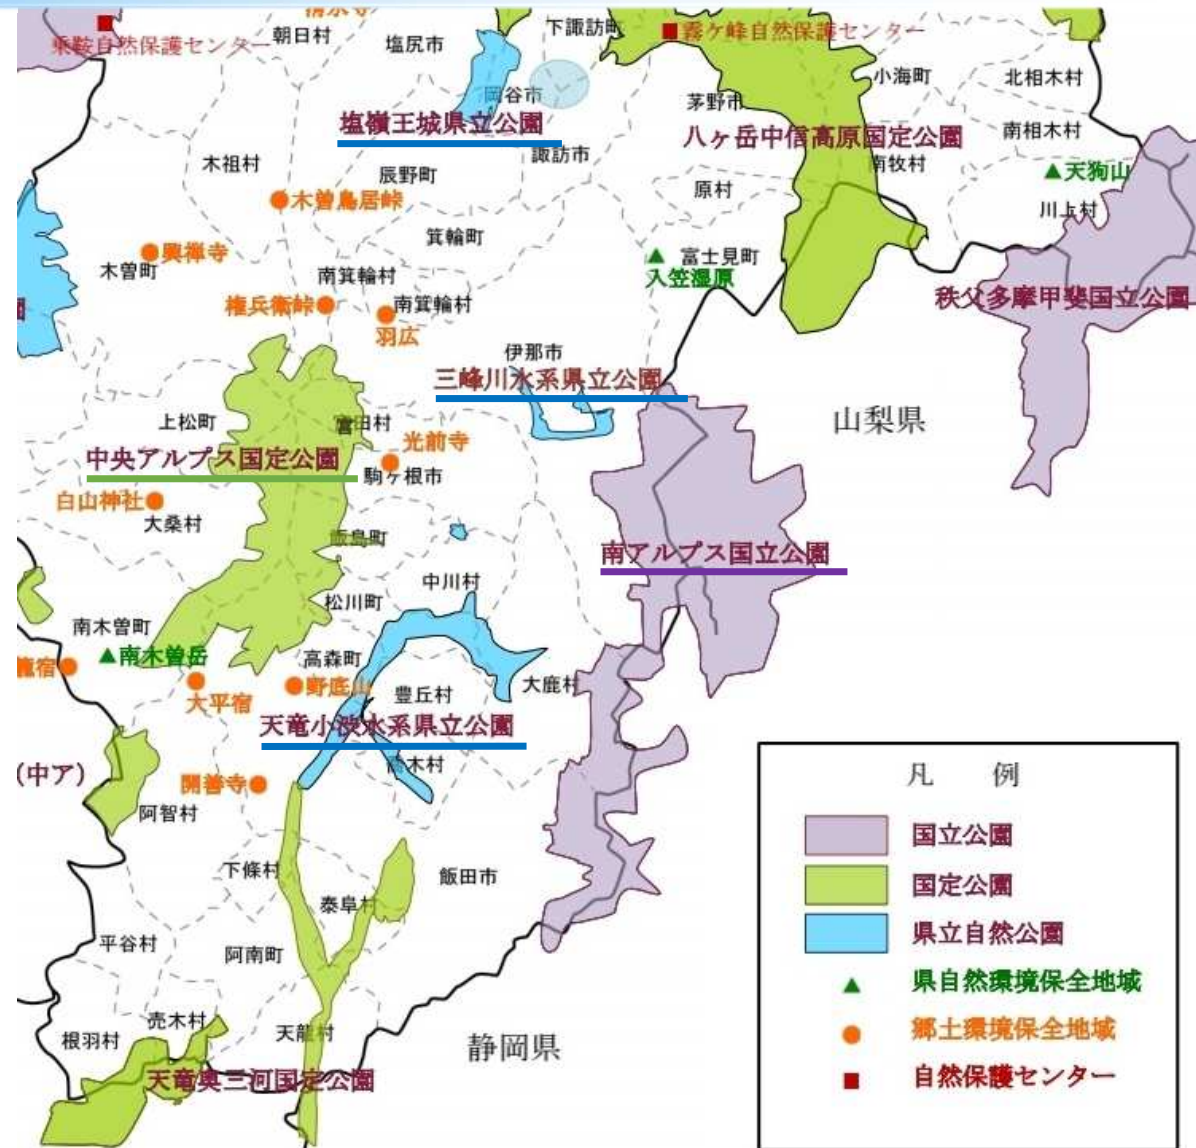 朝日村
塩尻市
下諏訪町
霧ケ峰自然保護センター
乗鞍自然保護センター
小海町
北相木村
岡谷市
茅野市
塩嶺王城県立公園
八ヶ岳中信高原国定公園
南相木村
木祖村
諏訪市
南牧村
天狗山
辰野町
原村
木曽鳥居峠
川上村
箕輪町
興禅寺
木曽町
富士見町
南箕輪村
入笠湿原
権兵衛峠
南箕輪村
秩父多摩甲斐国立公園
羽広
伊那市
三峰川水系県立公園
上松町
宮田村
山梨県
光前寺
中央アルプス国定公園
駒ヶ根市
白山神社
大桑村
飯島町
南アルプス国立公園
中川村
松川町
南木曽町
南木曽岳
高森町
大鹿村
野底山
豊丘村
大平宿
天竜小渋水系県立公園
喬木村
(中ア)
開善寺
阿智村
下條村
飯田市
泰阜村
平谷村
阿南町
売木村
天龍村
根羽村
静岡県
天竜奥三河国定公園
凡 例
国立公園
国定公園
県立自然公園
県自然環境保全地域
郷土環境保全地域
自然保護センター